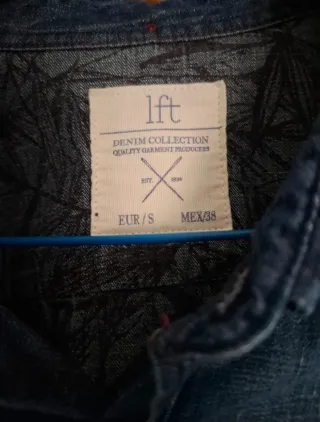 lft
DENIM COLLECTION
QUALITY GARMENT PRODUCERS
EST.
EUR/S MEX/38